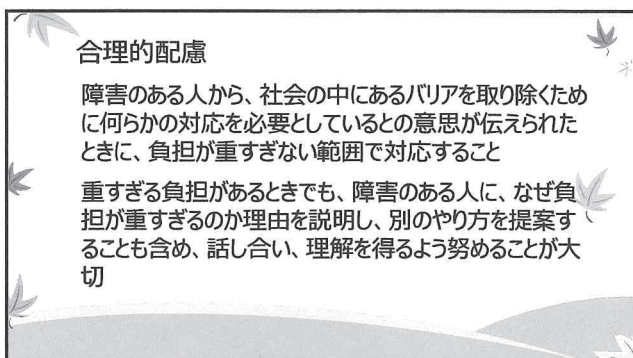 合理的配慮
障害のある人から、社会の中にあるバリアを取り除くため
に何らかの対応を必要としているとの意思が伝えられた
ときに、負担が重すぎない範囲で対応すること
重すぎる負担があるときでも、障害のある人に、なぜ負
担が重すぎるのか理由を説明し、別のやり方を提案す
ることも含め、話し合い、理解を得るよう努めることが大
切